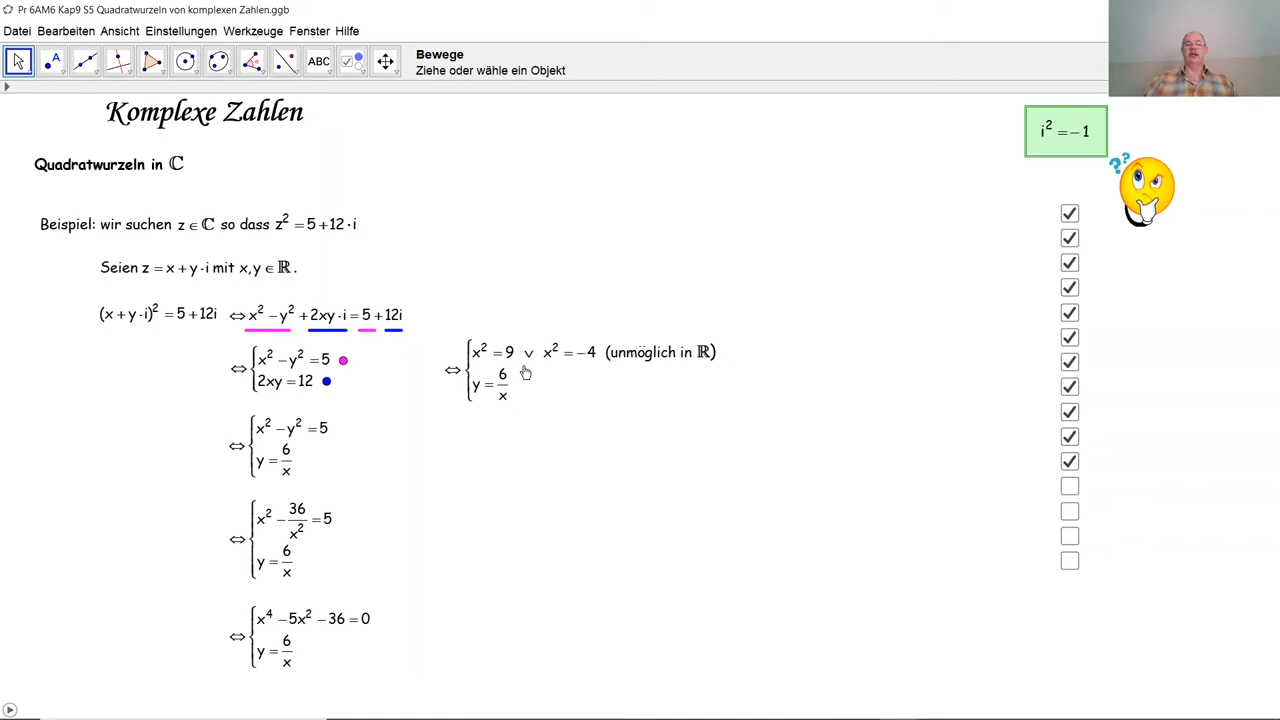 Pr 6AM6 Kap9 S5 Quadratwurzeln von komplexen Zahlen.ggb
Datei Bearbeiten Ansicht Einstellungen Werkzeuge Fenster Hilfe
A
ABC
Bewege
Ziehe oder wähle ein Objekt
Komplexe Zahlen
i² = −1
??
Quadratwurzeln in ℂ
Beispiel: wir suchen z ∈ ℂ so dass z² = 5 + 12 · i
Seien z = x + y · i mit x, y ∈ ℝ.
(x + y · i)² = 5 + 12i ⇔ x² − y² + 2xy · i = 5 + 12i
⇔ { x² − y² = 5
2xy = 12
⇔ { x² − y² = 5
y = 6/x
⇔ { x² − 36/x² = 5
y = 6/x
⇔ { x⁴ − 5x² − 36 = 0
y = 6/x
⇔ { x² = 9 ∨ x² = −4 (unmöglich in ℝ)
y = 6/x